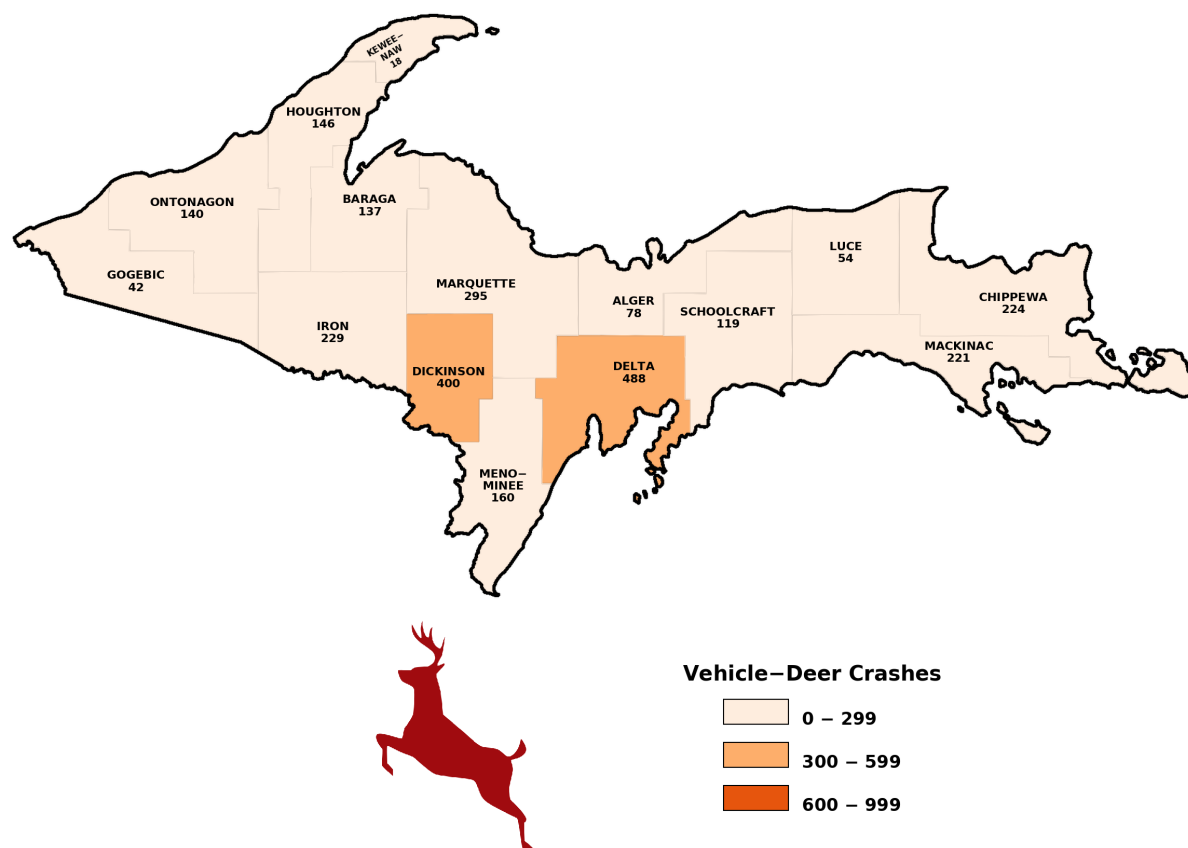 KEWEE−
NAW
18
HOUGHTON
146
ONTONAGON
140
BARAGA
137
GOGEBIC
42
MARQUETTE
295
IRON
229
DICKINSON
400
ALGER
78
SCHOOLCRAFT
119
LUCE
54
CHIPPEWA
224
MACKINAC
221
DELTA
488
MENO−
MINEE
160
Vehicle−Deer Crashes
0 − 299
300 − 599
600 − 999